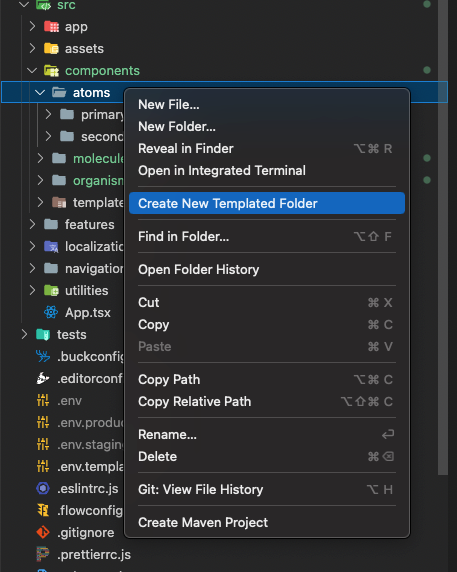 src
app
assets
components
atoms
primary
second
molecule
organism
template
features
localizatio
navigation
utilities
App.tsx
tests
.buckconfig
.editorconf
.env
.env.produc
.env.staging
.env.templa
.eslintrc.js
.flowconfig
.gitignore
.prettierrc.js
New File...
New Folder...
Reveal in Finder ⌥⌘ R
Open in Integrated Terminal
Create New Templated Folder
Find in Folder... ⌥⇧ F
Open Folder History
Cut ⌘ X
Copy ⌘ C
Paste ⌘ V
Copy Path ⌥⌘ C
Copy Relative Path ⌥⇧⌘ C
Rename... ⏎
Delete ⌘⌫
Git: View File History ⌥ H
Create Maven Project